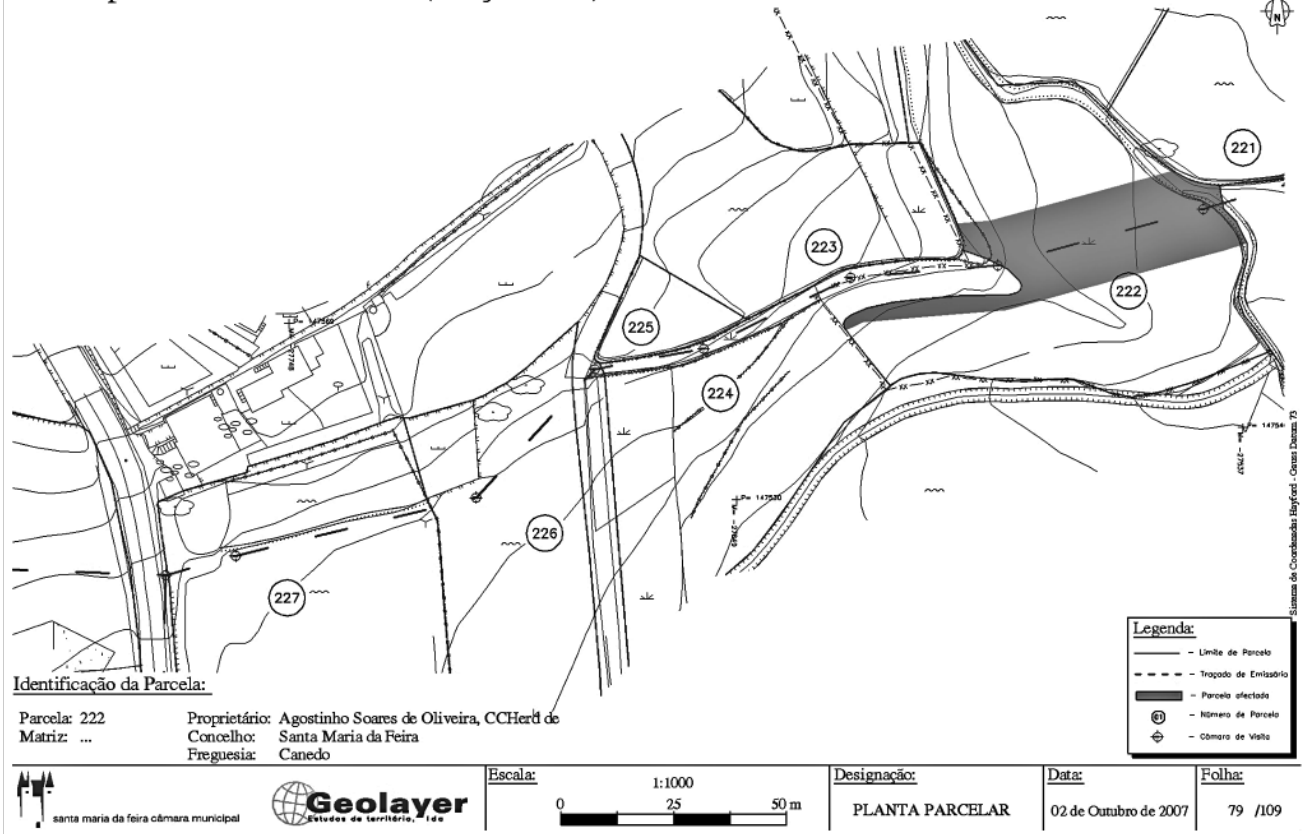 N
221
223
222
225
224
226
227
P= 147530
Sistema de Coordenadas Hayford - Gauss Datum 73
Legenda:
- Limite de Parcela
- Traçado de Emissário
- Parcela afectada
- Número de Parcela
- Câmara de Visita
Identificação da Parcela:
Parcela: 222 Proprietário: Agostinho Soares de Oliveira, CCHerd de
Matriz: ... Concelho: Santa Maria da Feira
Freguesia: Canedo
santa maria da feira câmara municipal
Geolayer
Estudos de território, lda
Escala:
1:1000
0 25 50 m
Designação:
PLANTA PARCELAR
Data:
02 de Outubro de 2007
Folha:
79 /109